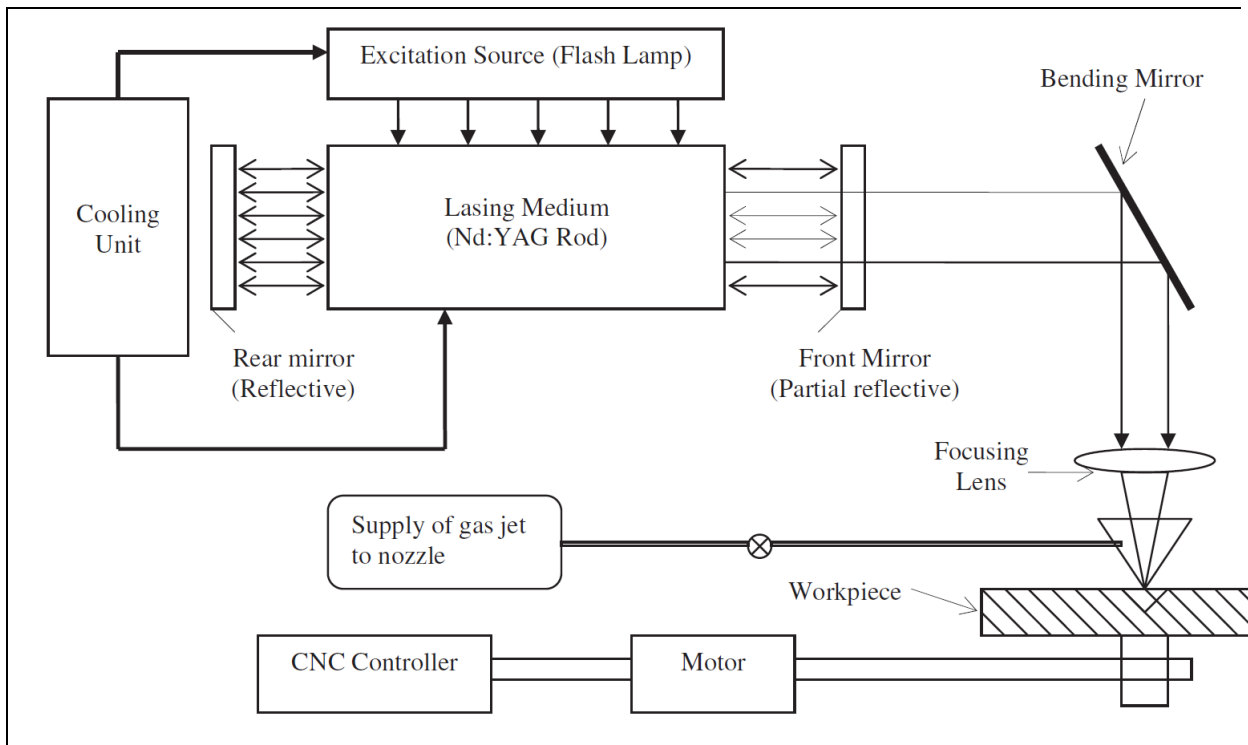 Excitation Source (Flash Lamp)
Bending Mirror
Cooling
Unit
Lasing Medium
(Nd:YAG Rod)
Rear mirror
(Reflective)
Front Mirror
(Partial reflective)
Focusing
Lens
Supply of gas jet
to nozzle
Workpiece
CNC Controller
Motor